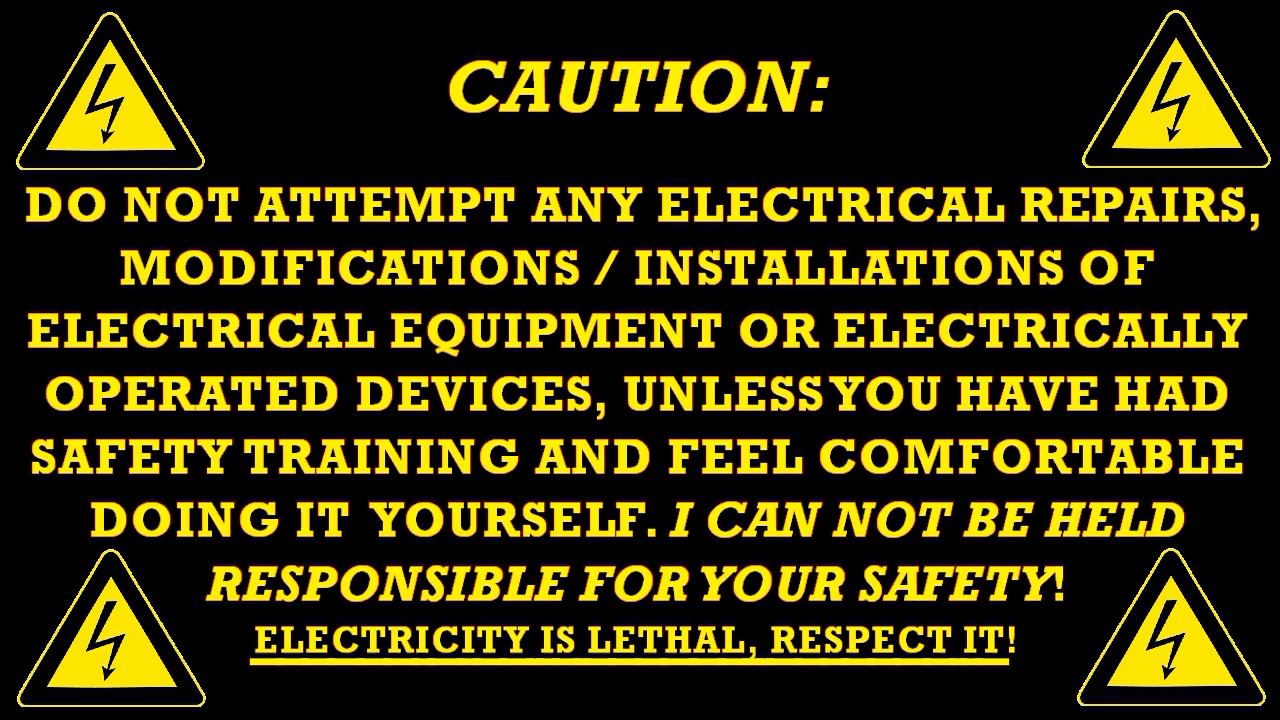 CAUTION:
DO NOT ATTEMPT ANY ELECTRICAL REPAIRS,
MODIFICATIONS / INSTALLATIONS OF
ELECTRICAL EQUIPMENT OR ELECTRICALLY
OPERATED DEVICES, UNLESS YOU HAVE HAD
SAFETY TRAINING AND FEEL COMFORTABLE
DOING IT YOURSELF. I CAN NOT BE HELD
RESPONSIBLE FOR YOUR SAFETY!
ELECTRICITY IS LETHAL, RESPECT IT!